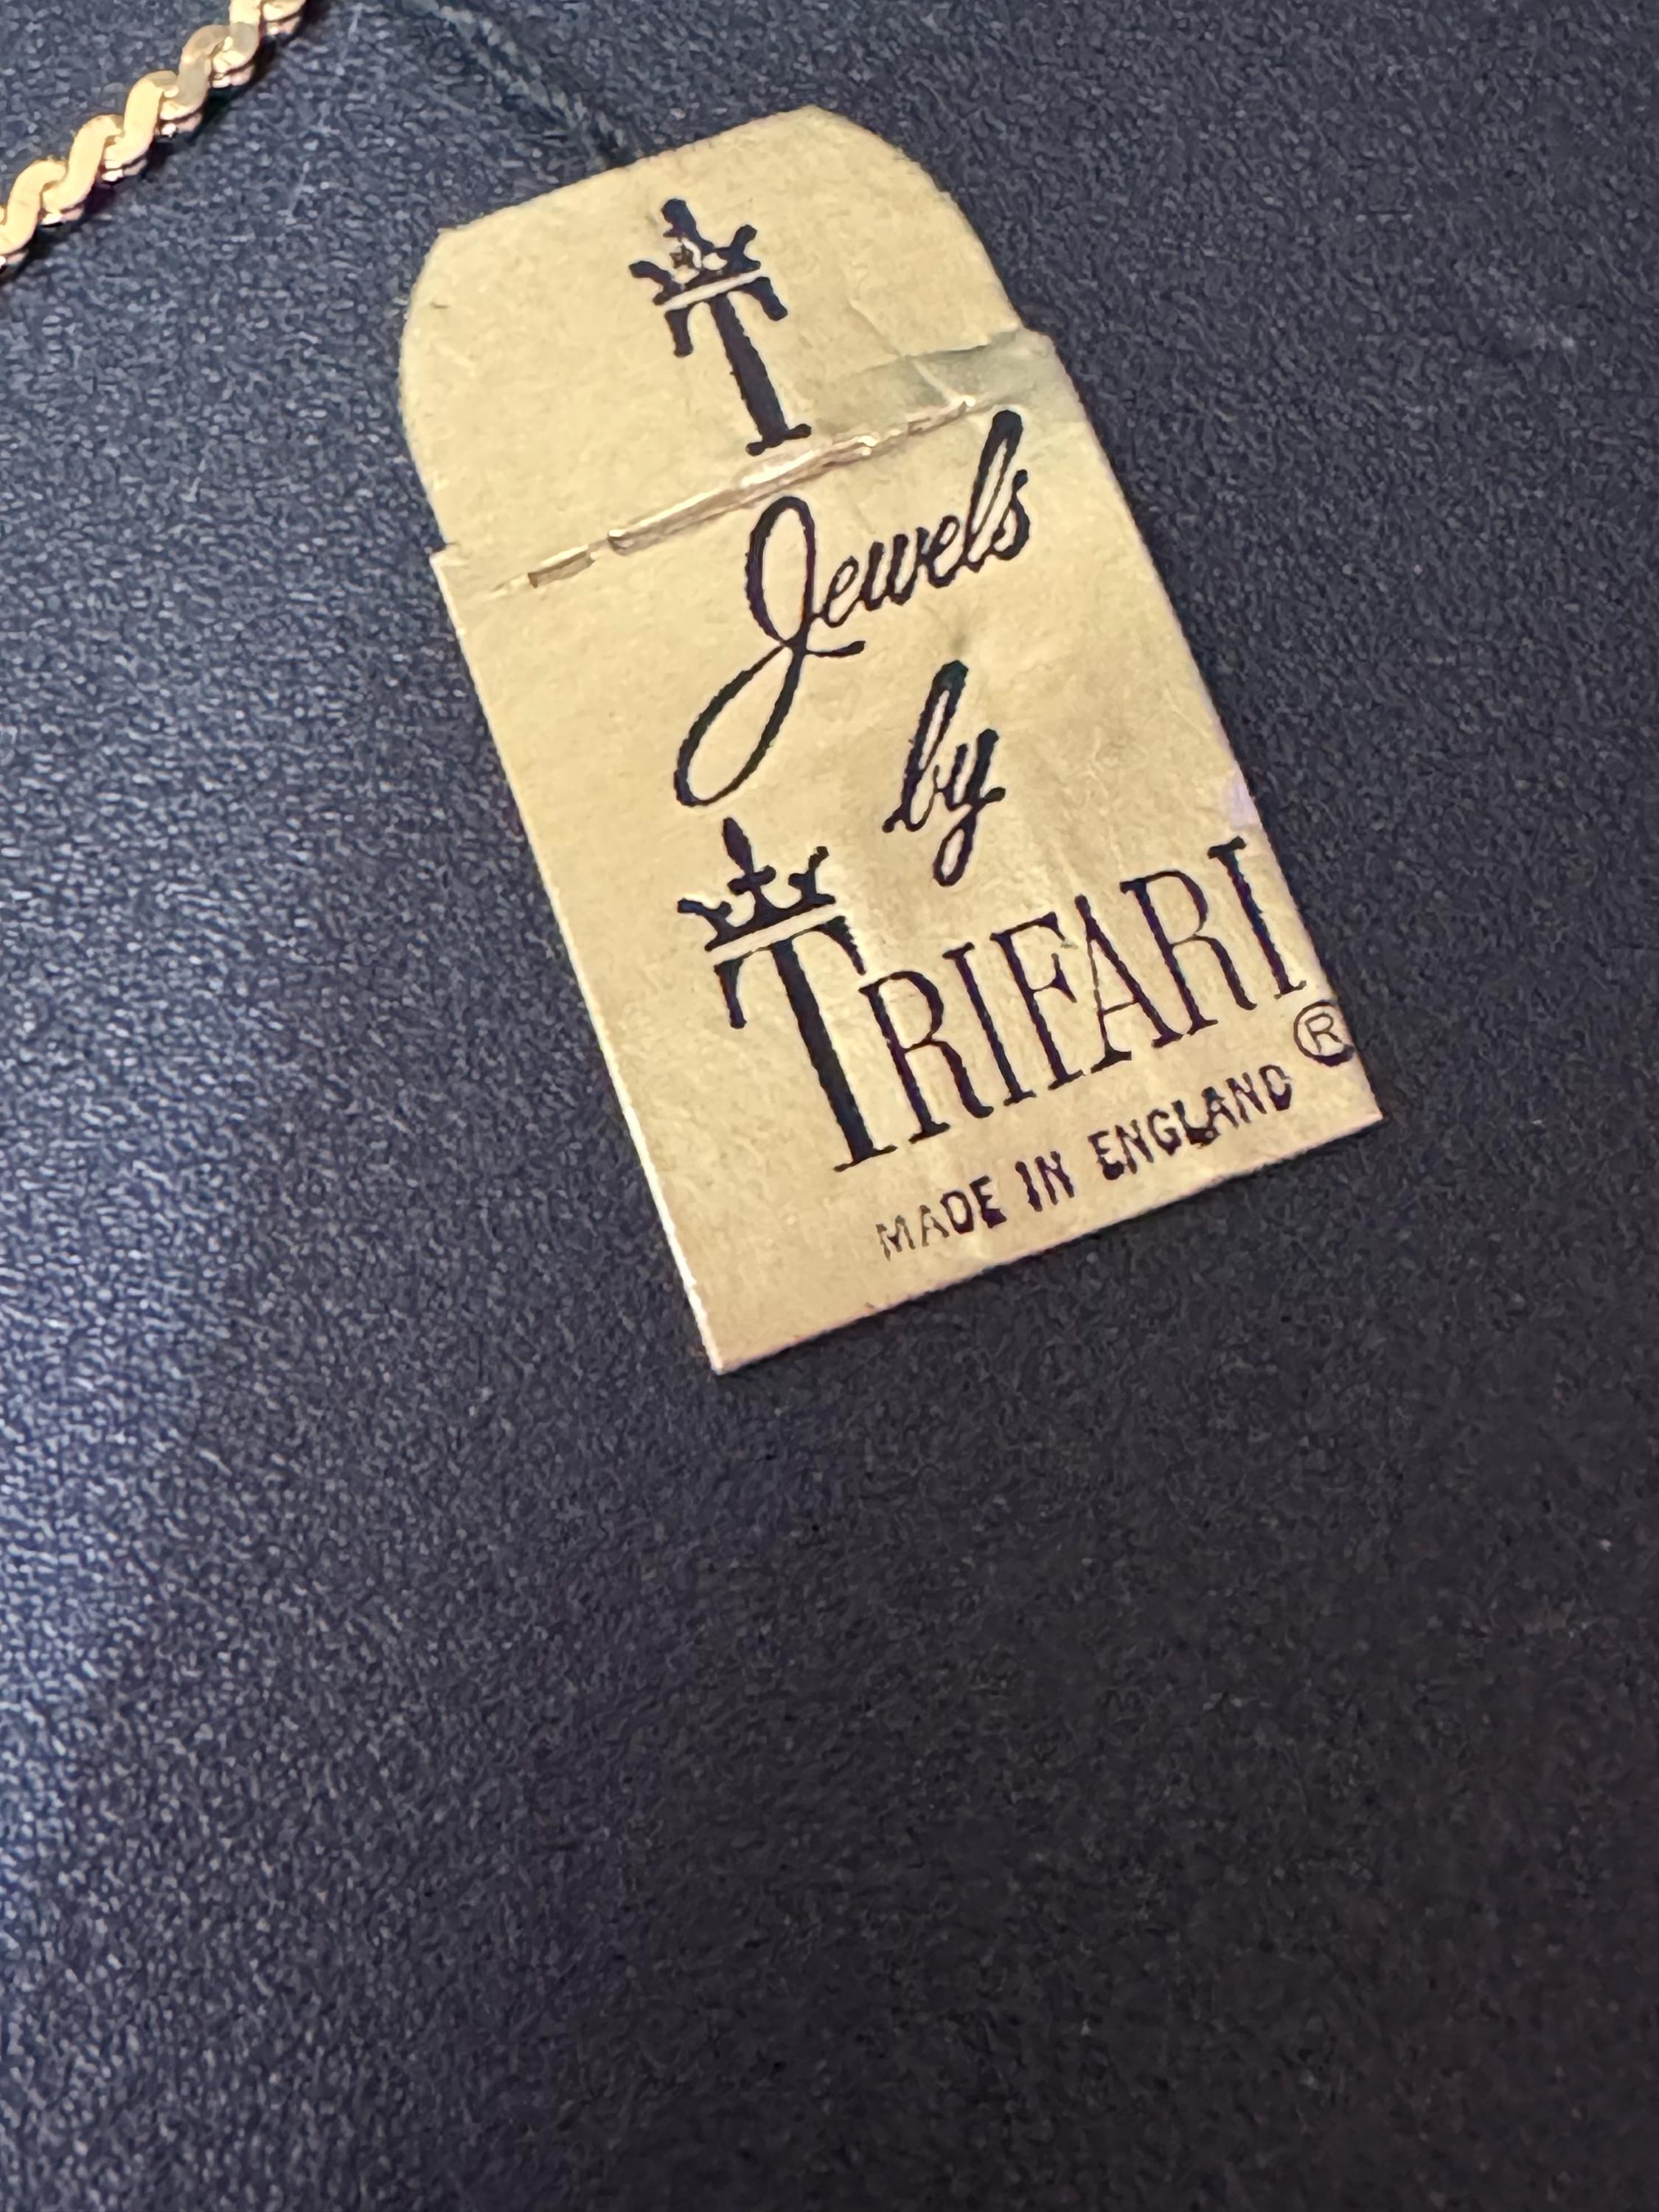 T
Jewels
by
TRIFARI®
MADE IN ENGLAND